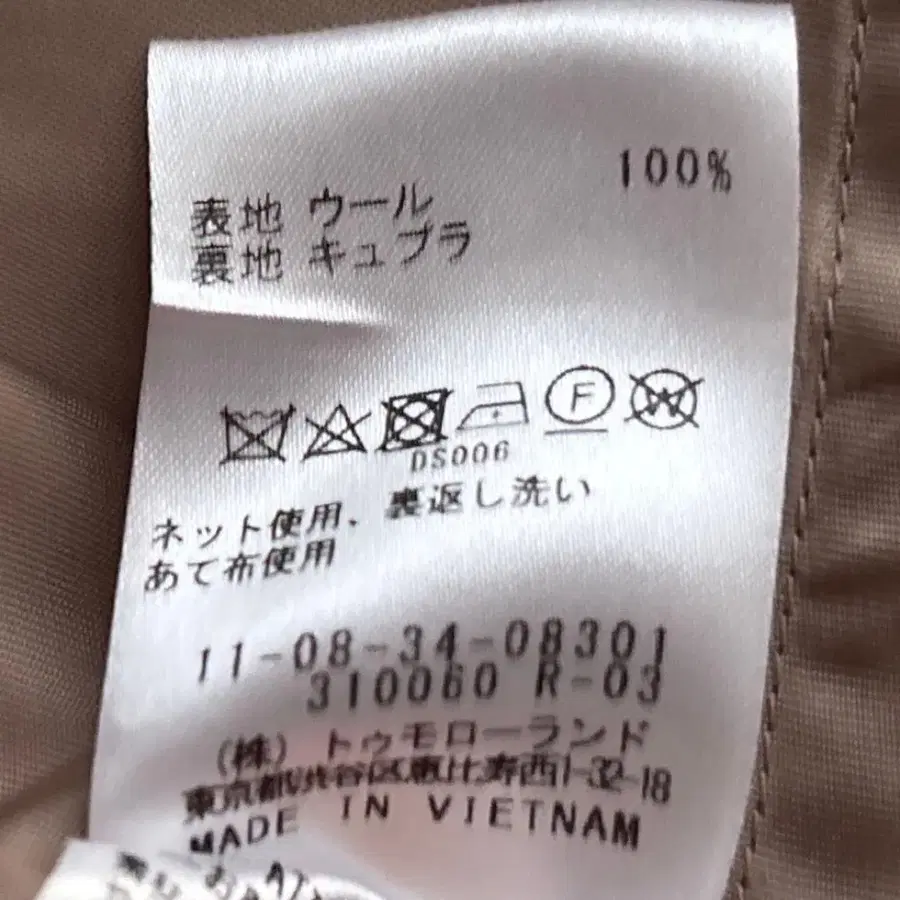 100%
表地 ウール
裏地 キュプラ
F W
DS006
ネット使用、裏返し洗い
あて布使用
11-08-34-08301
310060 R-03
(株) トゥモローランド
東京都渋谷区恵比寿西1-32-18
MADE IN VIETNAM